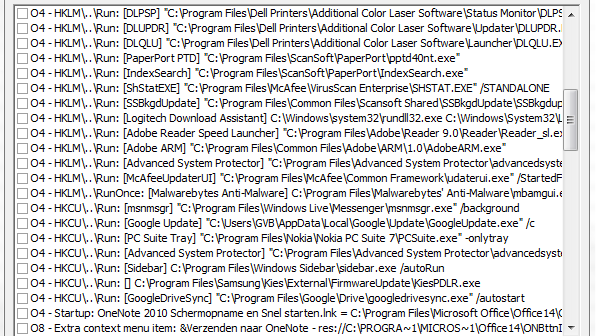 O4 - HKLM\..\Run: [DLPSP] "C:\Program Files\Dell Printers\Additional Color Laser Software\Status Monitor\DLPS
O4 - HKLM\..\Run: [DLUPDR] "C:\Program Files\Dell Printers\Additional Color Laser Software\Updater\DLUPDR.
O4 - HKLM\..\Run: [DLQLU] "C:\Program Files\Dell Printers\Additional Color Laser Software\Launcher\DLQLU.EX
O4 - HKLM\..\Run: [PaperPort PTD] "C:\Program Files\ScanSoft\PaperPort\pptd40nt.exe"
O4 - HKLM\..\Run: [IndexSearch] "C:\Program Files\ScanSoft\PaperPort\IndexSearch.exe"
O4 - HKLM\..\Run: [ShStatEXE] "C:\Program Files\McAfee\VirusScan Enterprise\SHSTAT.EXE" /STANDALONE
O4 - HKLM\..\Run: [SSBkgdUpdate] "C:\Program Files\Common Files\Scansoft Shared\SSBkgdUpdate\SSBkgdup
O4 - HKLM\..\Run: [Logitech Download Assistant] C:\Windows\system32\rundll32.exe C:\Windows\System32\L
O4 - HKLM\..\Run: [Adobe Reader Speed Launcher] "C:\Program Files\Adobe\Reader 9.0\Reader\Reader_sl.ex
O4 - HKLM\..\Run: [Adobe ARM] "C:\Program Files\Common Files\Adobe\ARM\1.0\AdobeARM.exe"
O4 - HKLM\..\Run: [Advanced System Protector] "C:\Program Files\Advanced System Protector\advancedsyste
O4 - HKLM\..\Run: [McAfeeUpdaterUI] "C:\Program Files\McAfee\Common Framework\udaterui.exe" /StartedF
O4 - HKLM\..\RunOnce: [Malwarebytes Anti-Malware] C:\Program Files\Malwarebytes' Anti-Malware\mbamgui.e
O4 - HKCU\..\Run: [msnmsgr] "C:\Program Files\Windows Live\Messenger\msnmsgr.exe" /background
O4 - HKCU\..\Run: [Google Update] "C:\Users\GVB\AppData\Local\Google\Update\GoogleUpdate.exe" /c
O4 - HKCU\..\Run: [PC Suite Tray] "C:\Program Files\Nokia\Nokia PC Suite 7\PCSuite.exe" -onlytray
O4 - HKCU\..\Run: [Advanced System Protector] "C:\Program Files\Advanced System Protector\advancedsyste
O4 - HKCU\..\Run: [Sidebar] C:\Program Files\Windows Sidebar\sidebar.exe /autoRun
O4 - HKCU\..\Run: [] C:\Program Files\Samsung\Kies\External\FirmwareUpdate\KiesPDLR.exe
O4 - HKCU\..\Run: [GoogleDriveSync] "C:\Program Files\Google\Drive\googledrivesync.exe" /autostart
O4 - Startup: OneNote 2010 Schermopname en Snel starten.lnk = C:\Program Files\Microsoft Office\Office14\O
O8 - Extra context menu item: &Verzenden naar OneNote - res://C:\PROGRA~1\MICROS~1\Office14\ONBttnI